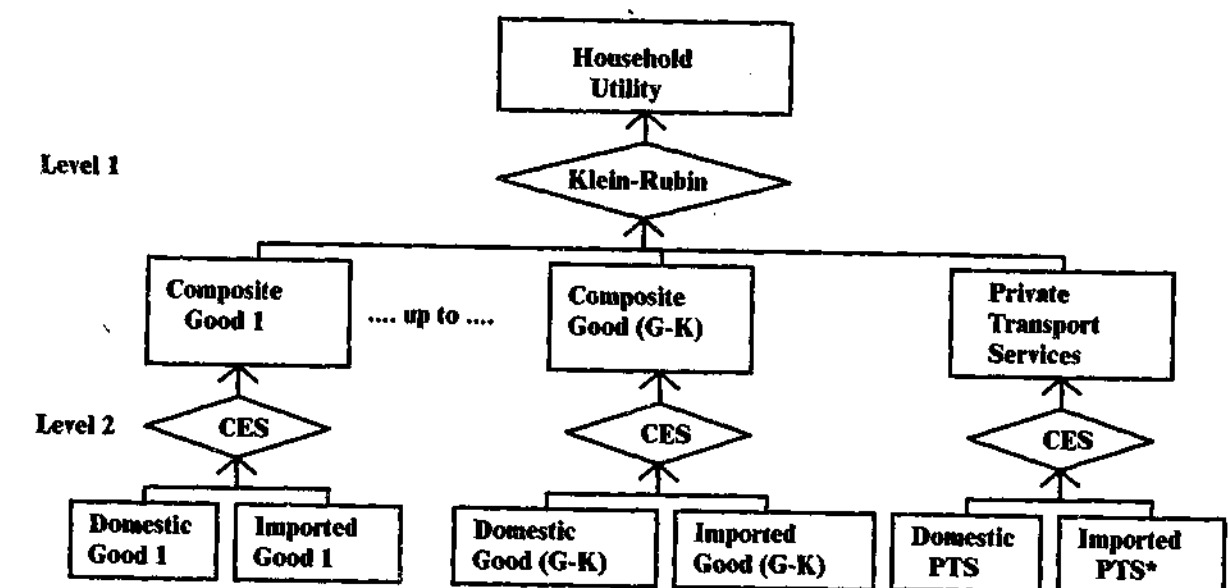 Household
Utility
Level 1
Klein-Rubin
Composite
Good 1
.... up to ....
Composite
Good (G-K)
Private
Transport
Services
Level 2
CES
CES
CES
Domestic
Good 1
Imported
Good 1
Domestic
Good (G-K)
Imported
Good (G-K)
Domestic
PTS
Imported
PTS*